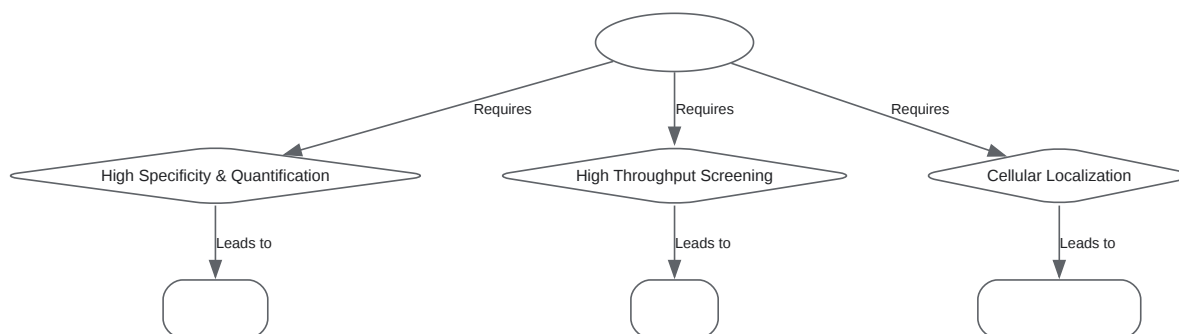 Requires
Requires
Requires
High Specificity & Quantification
High Throughput Screening
Cellular Localization
Leads to
Leads to
Leads to